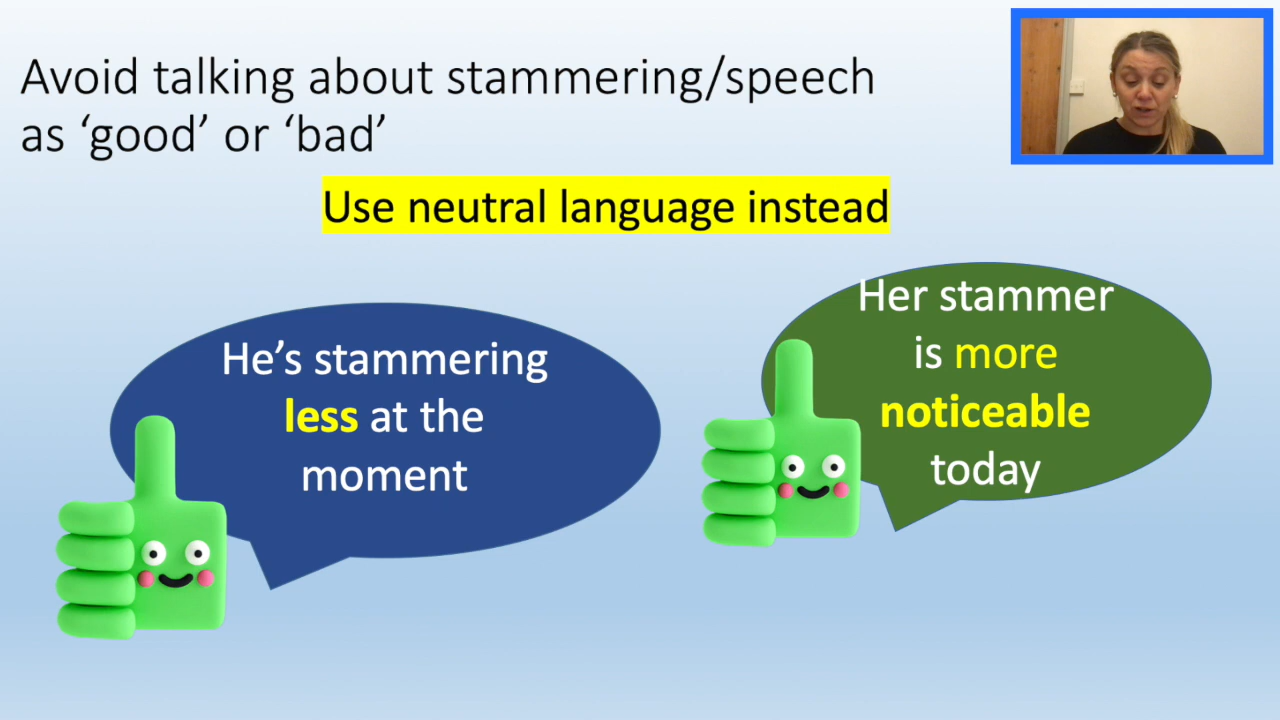 Avoid talking about stammering/speech
as ‘good’ or ‘bad’
Use neutral language instead
He’s stammering
less at the
moment
Her stammer
is more
noticeable
today